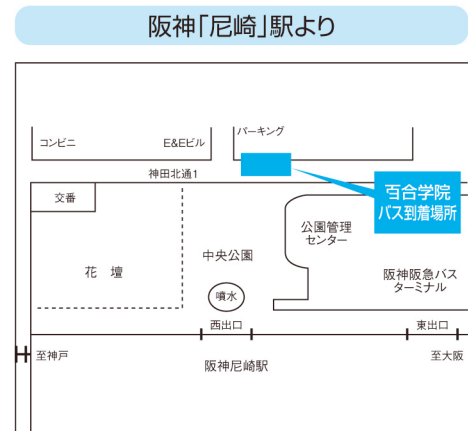 阪神「尼崎」駅より
コンビニ
E&Eビル
パーキング
神田北通1
百合学院
バス到着場所
交番
公園管理
センター
中央公園
花 壇
阪神阪急バス
ターミナル
噴水
西出口
東出口
至神戸
阪神尼崎駅
至大阪